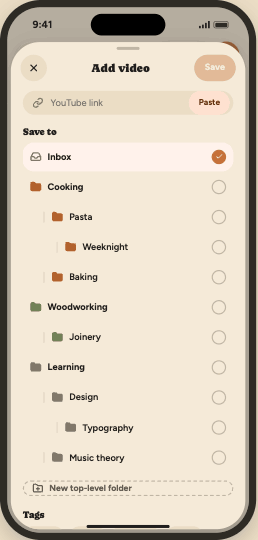 9:41
Add video
Save
YouTube link
Paste
Save to
Inbox
Cooking
Pasta
Weeknight
Baking
Woodworking
Joinery
Learning
Design
Typography
Music theory
New top-level folder
Tags